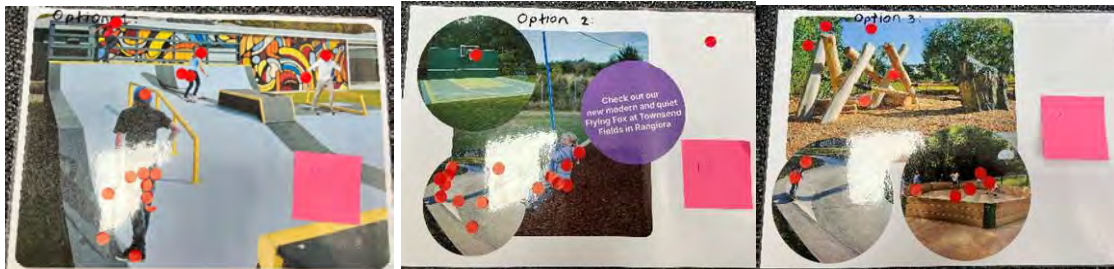 Option 1:
Option 2:
Check out our
new modern and quiet
Flying Fox at Townsend
Fields in Rangiora
Option 3: